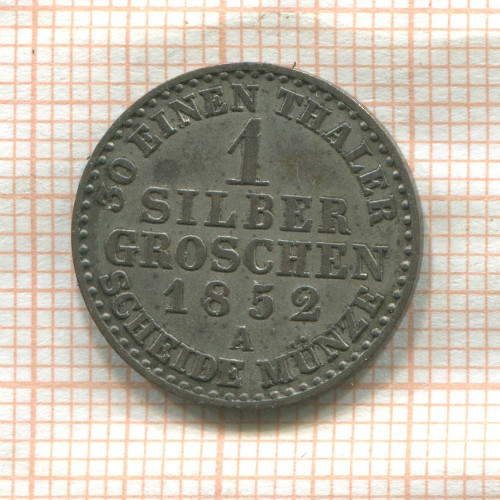 30 EINEN THALER
1
SILBER
GROSCHEN
1852
A
SCHEIDE MÜNZE